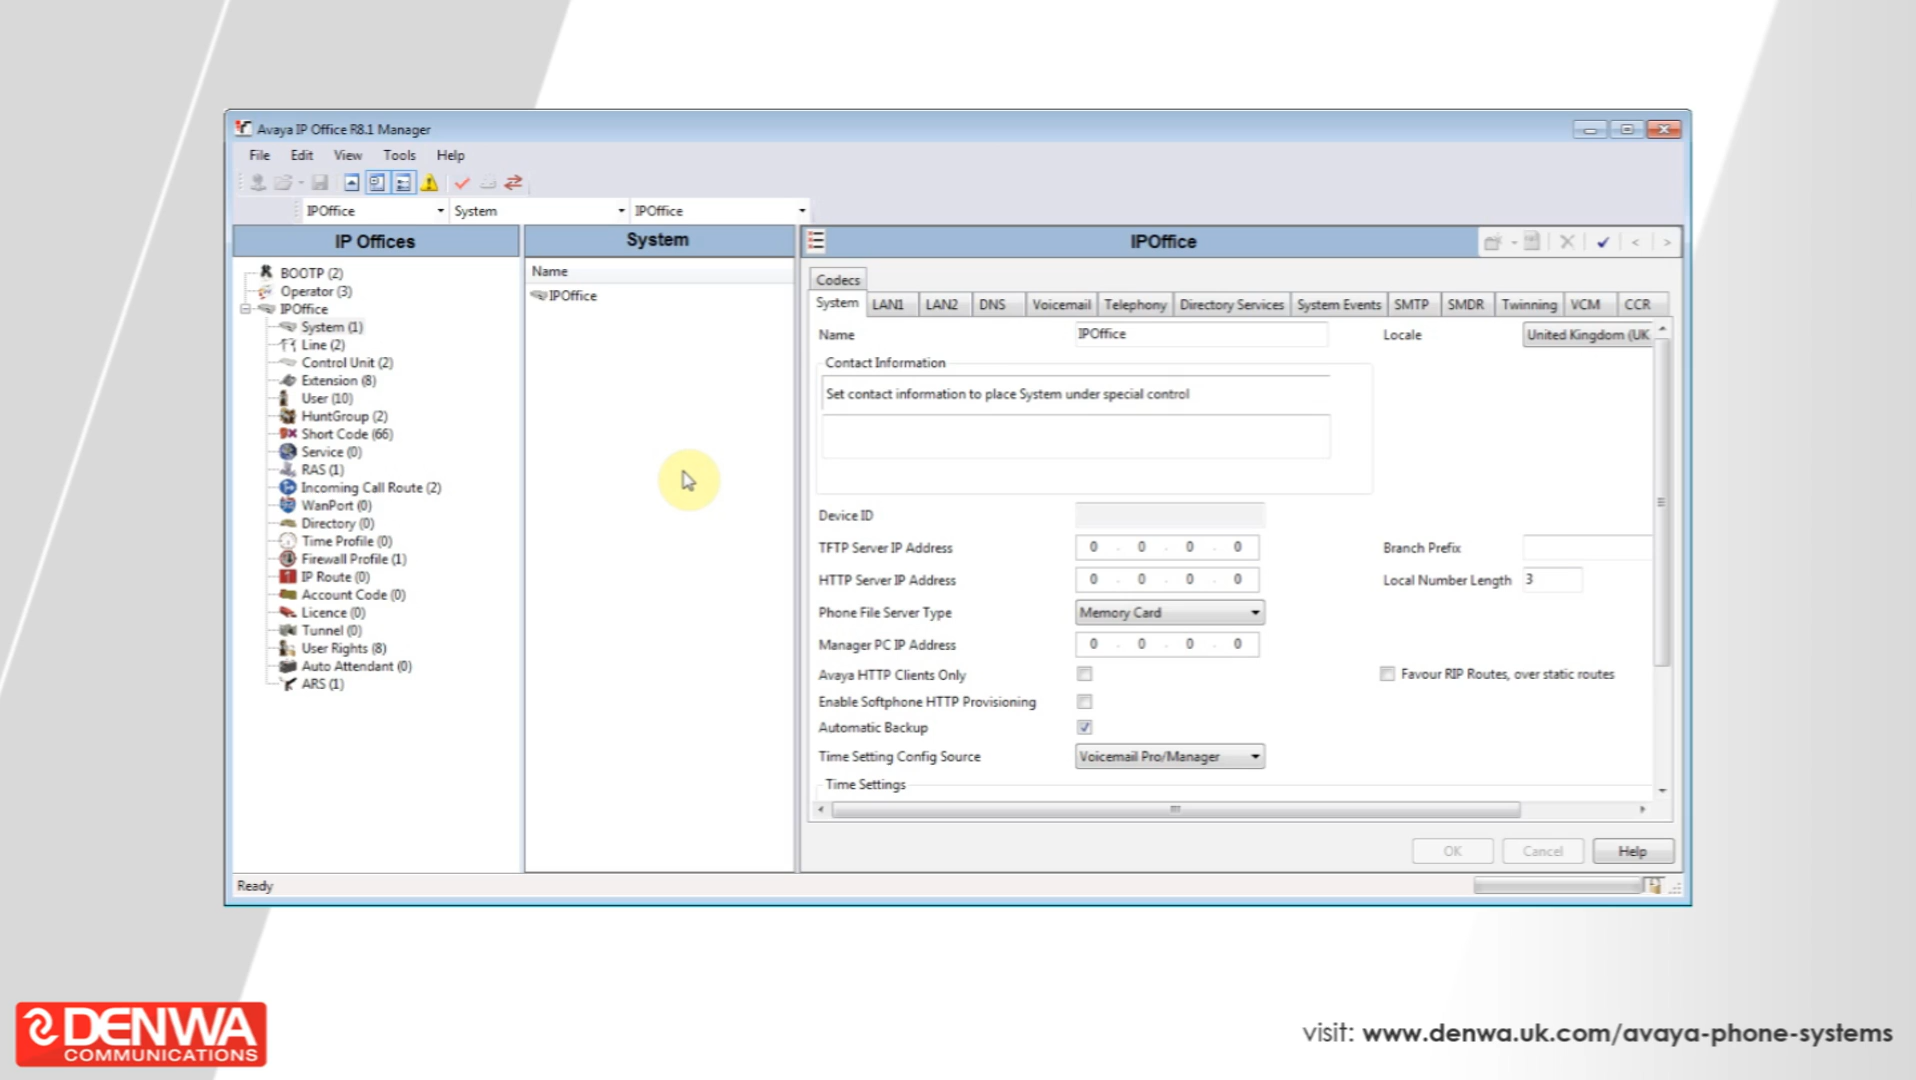 Avaya IP Office R8.1 Manager
File Edit View Tools Help
IPOffice System IPOffice
IP Offices
BOOTP (2)
Operator (3)
IPOffice
System (1)
Line (2)
Control Unit (2)
Extension (8)
User (10)
HuntGroup (2)
Short Code (66)
Service (0)
RAS (1)
Incoming Call Route (2)
WanPort (0)
Directory (0)
Time Profile (0)
Firewall Profile (1)
IP Route (0)
Account Code (0)
Licence (0)
Tunnel (0)
User Rights (8)
Auto Attendant (0)
ARS (1)
System
Name
IPOffice
IPOffice
Codecs
System LAN1 LAN2 DNS Voicemail Telephony Directory Services System Events SMTP SMDR Twinning VCM CCR
Name IPOffice Locale United Kingdom (UK
Contact Information
Set contact information to place System under special control
Device ID
TFTP Server IP Address 0 . 0 . 0 . 0 Branch Prefix
HTTP Server IP Address 0 . 0 . 0 . 0 Local Number Length 3
Phone File Server Type Memory Card
Manager PC IP Address 0 . 0 . 0 . 0
Avaya HTTP Clients Only Favour RIP Routes, over static routes
Enable Softphone HTTP Provisioning
Automatic Backup
Time Setting Config Source Voicemail Pro/Manager
Time Settings
OK Cancel Help
Ready
DENWA
COMMUNICATIONS
visit: www.denwa.uk.com/avaya-phone-systems